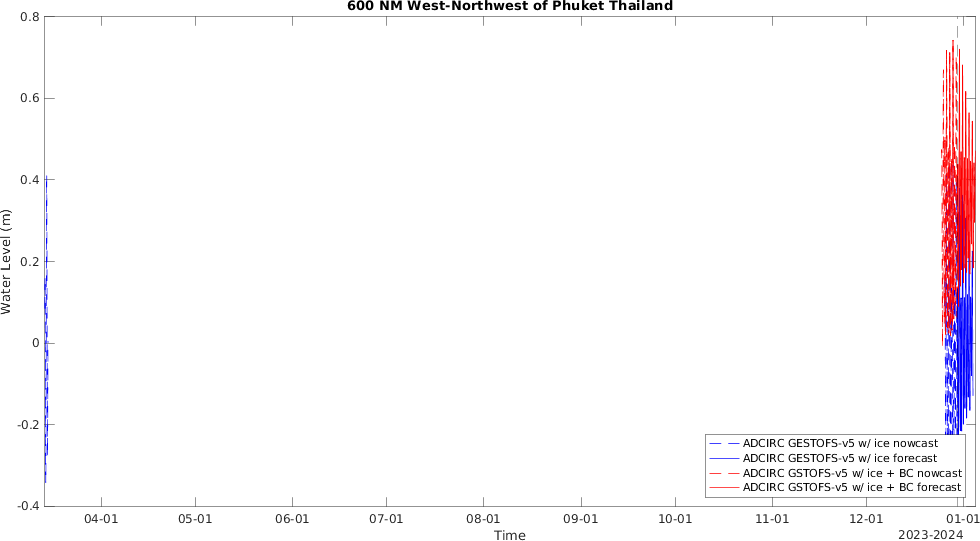 600 NM West-Northwest of Phuket Thailand
0.8
0.6
0.4
0.2
0
-0.2
-0.4
Water Level (m)
ADCIRC GESTOFS-v5 w/ ice nowcast
ADCIRC GESTOFS-v5 w/ ice forecast
ADCIRC GSTOFS-v5 w/ ice + BC nowcast
ADCIRC GSTOFS-v5 w/ ice + BC forecast
04-01 05-01 06-01 07-01 08-01 09-01 10-01 11-01 12-01 01-01
Time
2023-2024